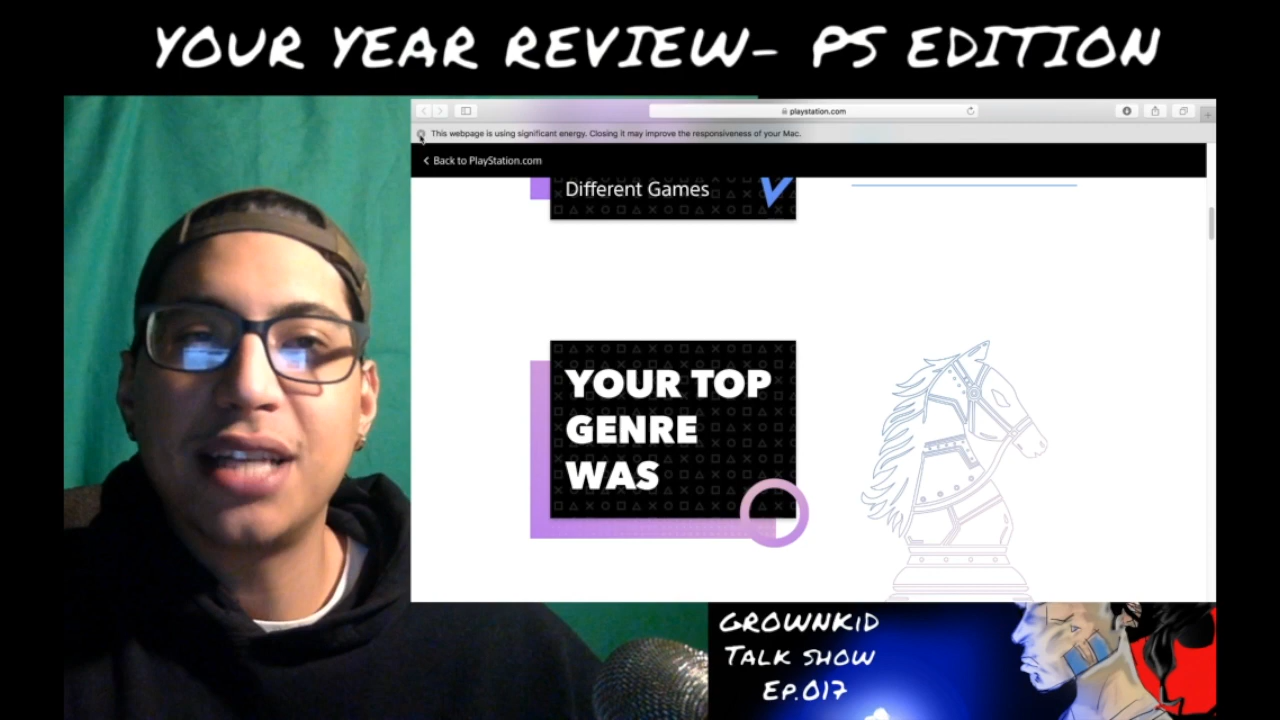 YOUR YEAR REVIEW- PS EDITION
playstation.com
This webpage is using significant energy. Closing it may improve the responsiveness of your Mac.
Back to PlayStation.com
Different Games
YOUR TOP
GENRE
WAS
GROWNKiD
TALK SHOW
EP.017